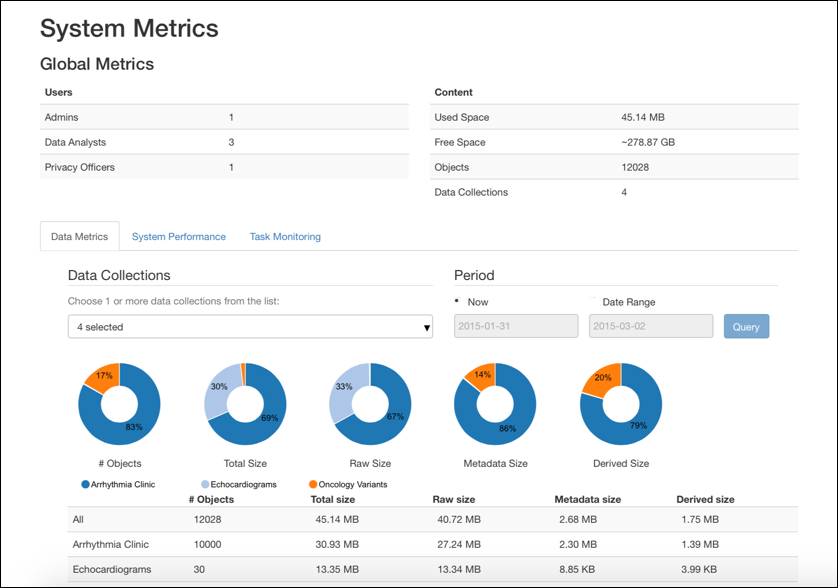 System Metrics
Global Metrics
Users
Admins 1
Data Analysts 3
Privacy Officers 1
Content
Used Space 45.14 MB
Free Space ~278.87 GB
Objects 12028
Data Collections 4
Data Metrics System Performance Task Monitoring
Data Collections
Choose 1 or more data collections from the list:
4 selected
Period
Now Date Range
2015-01-31 2015-03-02 Query
17% 83%
30% 69%
33% 67%
14% 86%
20% 79%
# Objects Total Size Raw Size Metadata Size Derived Size
Arrhythmia Clinic Echocardiograms Oncology Variants
# Objects Total size Raw size Metadata size Derived size
All 12028 45.14 MB 40.72 MB 2.68 MB 1.75 MB
Arrhythmia Clinic 10000 30.93 MB 27.24 MB 2.30 MB 1.39 MB
Echocardiograms 30 13.35 MB 13.34 MB 8.85 KB 3.99 KB